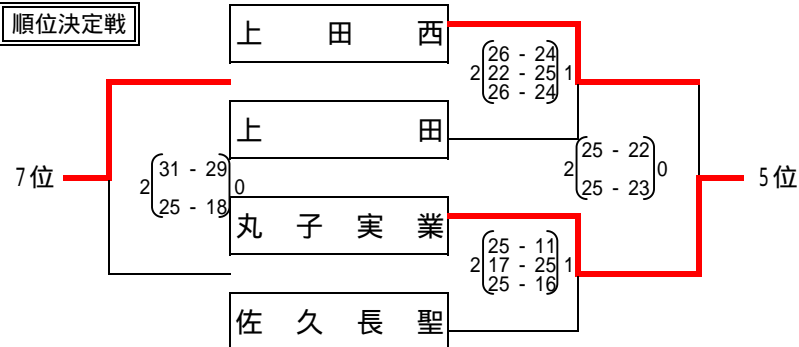 順位決定戦
上田西
26 - 24
2 22 - 25 1
26 - 24
上田
31 - 29
2 0
25 - 18
25 - 22
2 0
25 - 23
7位
5位
丸子実業
25 - 11
2 17 - 25 1
25 - 16
佐久長聖